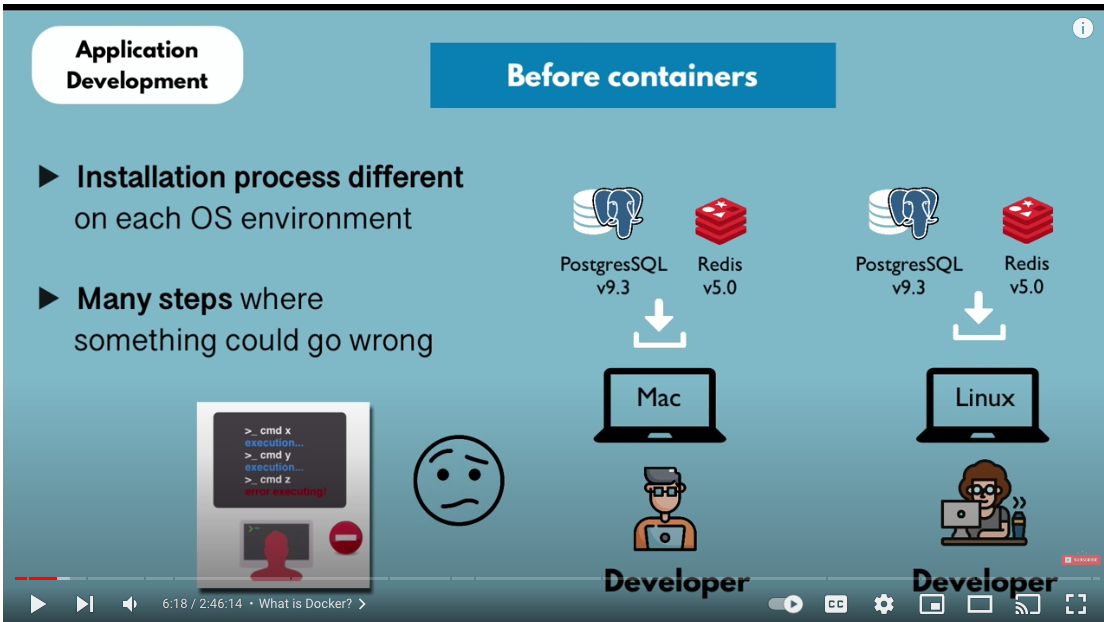 Application
Development
Before containers
Installation process different
on each OS environment
Many steps where
something could go wrong
PostgresSQL
v9.3
Redis
v5.0
PostgresSQL
v9.3
Redis
v5.0
Mac
Linux
>_ cmd x
execution...
>_ cmd y
execution...
>_ cmd z
error executing!
Developer
Developer
SUBSCRIBE
6:18 / 2:46:14 • What is Docker?
CC